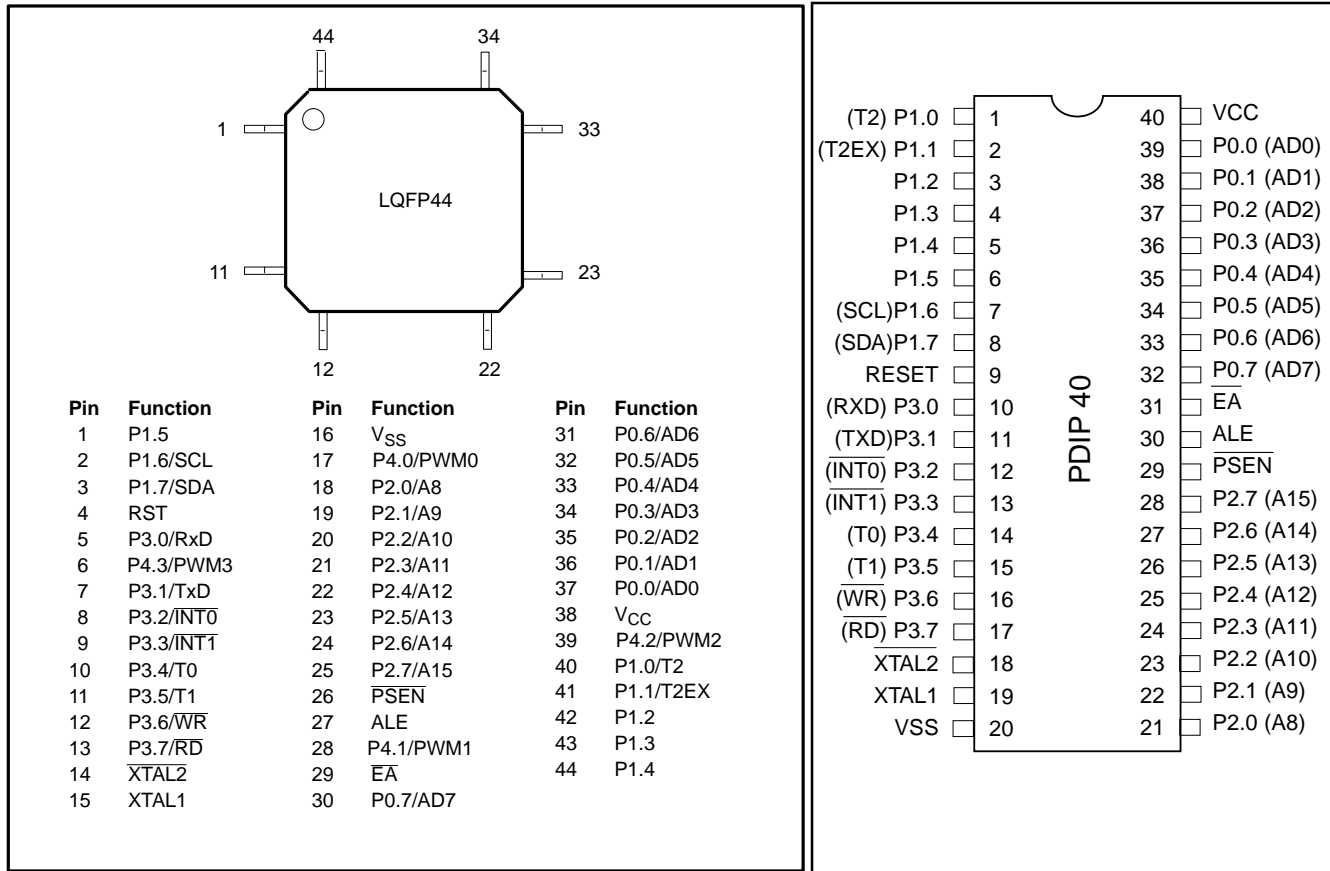 44 34
1 33
LQFP44
11 23
12 22
Pin Function Pin Function Pin Function
1 P1.5 16 VSS 31 P0.6/AD6
2 P1.6/SCL 17 P4.0/PWM0 32 P0.5/AD5
3 P1.7/SDA 18 P2.0/A8 33 P0.4/AD4
4 RST 19 P2.1/A9 34 P0.3/AD3
5 P3.0/RxD 20 P2.2/A10 35 P0.2/AD2
6 P4.3/PWM3 21 P2.3/A11 36 P0.1/AD1
7 P3.1/TxD 22 P2.4/A12 37 P0.0/AD0
8 P3.2/INT0 23 P2.5/A13 38 VCC
9 P3.3/INT1 24 P2.6/A14 39 P4.2/PWM2
10 P3.4/T0 25 P2.7/A15 40 P1.0/T2
11 P3.5/T1 26 PSEN 41 P1.1/T2EX
12 P3.6/WR 27 ALE 42 P1.2
13 P3.7/RD 28 P4.1/PWM1 43 P1.3
14 XTAL2 29 EA 44 P1.4
15 XTAL1 30 P0.7/AD7
(T2) P1.0 1 40 VCC
(T2EX) P1.1 2 39 P0.0 (AD0)
P1.2 3 38 P0.1 (AD1)
P1.3 4 37 P0.2 (AD2)
P1.4 5 36 P0.3 (AD3)
P1.5 6 35 P0.4 (AD4)
(SCL)P1.6 7 34 P0.5 (AD5)
(SDA)P1.7 8 33 P0.6 (AD6)
RESET 9 32 P0.7 (AD7)
(RXD) P3.0 10 31 EA
(TXD)P3.1 11 30 ALE
(INT0) P3.2 12 29 PSEN
(INT1) P3.3 13 28 P2.7 (A15)
(T0) P3.4 14 27 P2.6 (A14)
(T1) P3.5 15 26 P2.5 (A13)
(WR) P3.6 16 25 P2.4 (A12)
(RD) P3.7 17 24 P2.3 (A11)
XTAL2 18 23 P2.2 (A10)
XTAL1 19 22 P2.1 (A9)
VSS 20 21 P2.0 (A8)
PDIP 40